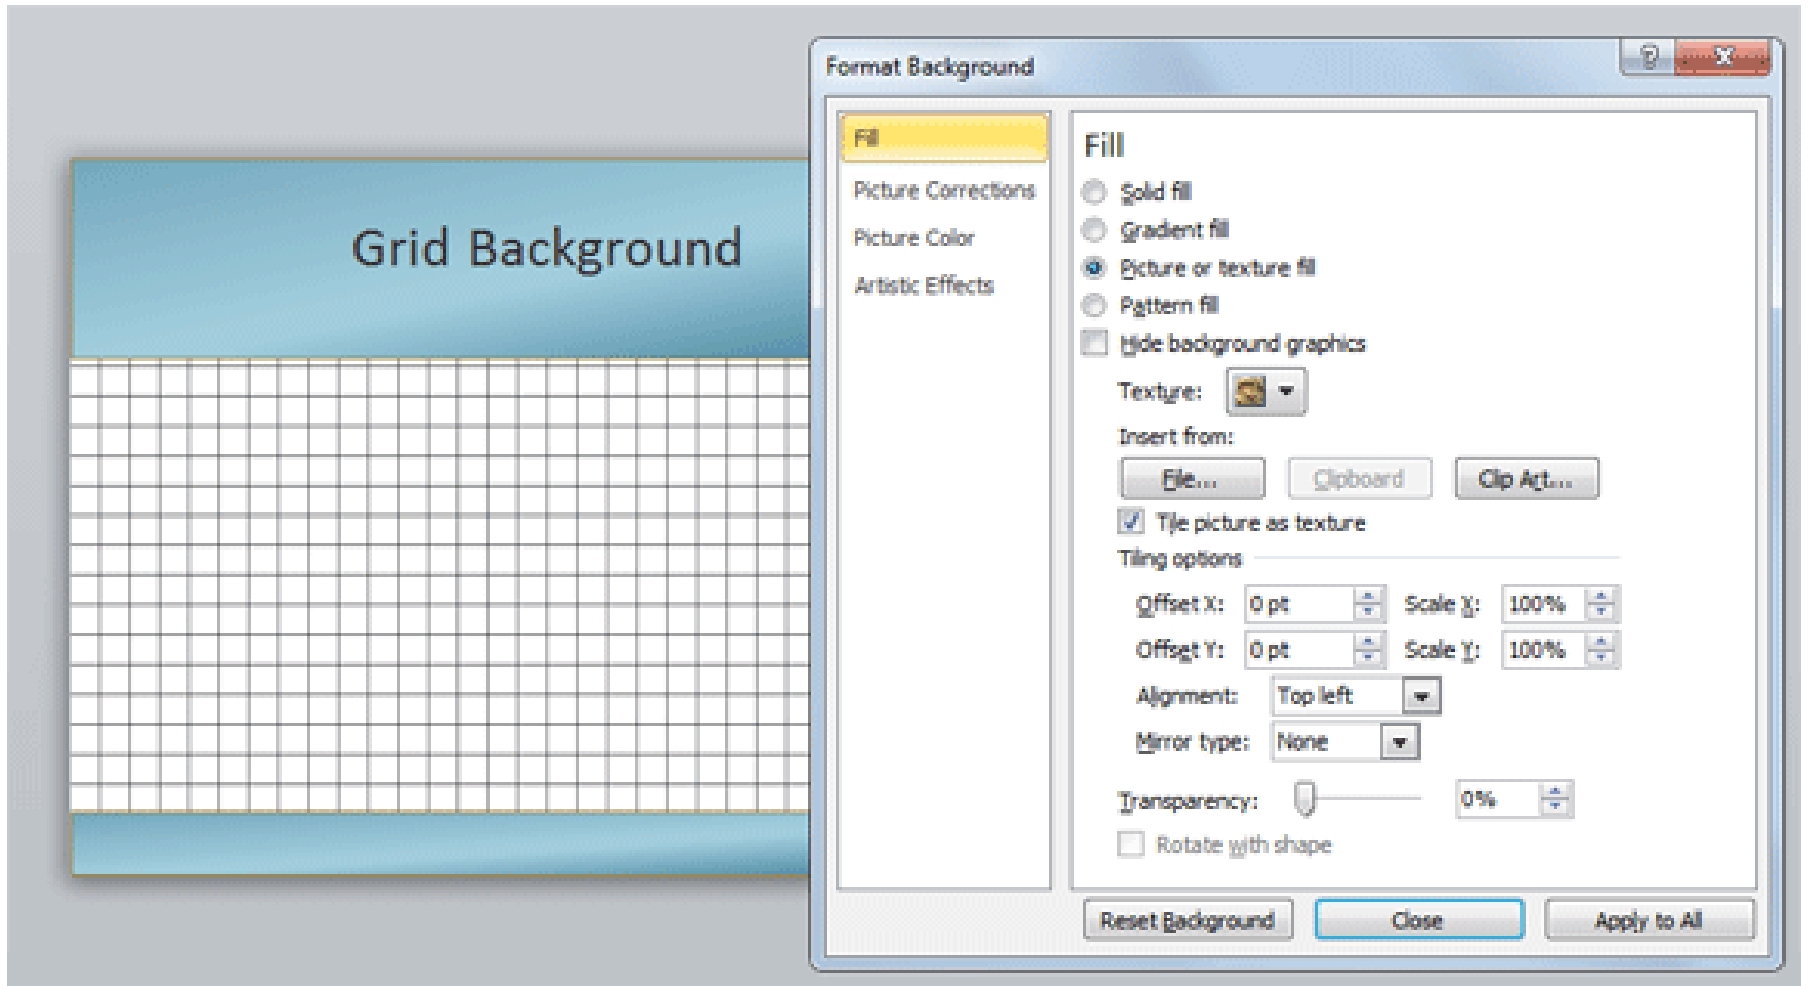 Format Background
Grid Background
Fill
Picture Corrections
Picture Color
Artistic Effects
Fill
Solid fill
Gradient fill
Picture or texture fill
Pattern fill
Hide background graphics
Texture:
Insert from:
File... Clipboard Clip Art...
Tile picture as texture
Tiling options
Offset X: 0 pt Scale X: 100%
Offset Y: 0 pt Scale Y: 100%
Alignment: Top left
Mirror type: None
Transparency: 0%
Rotate with shape
Reset Background Close Apply to All